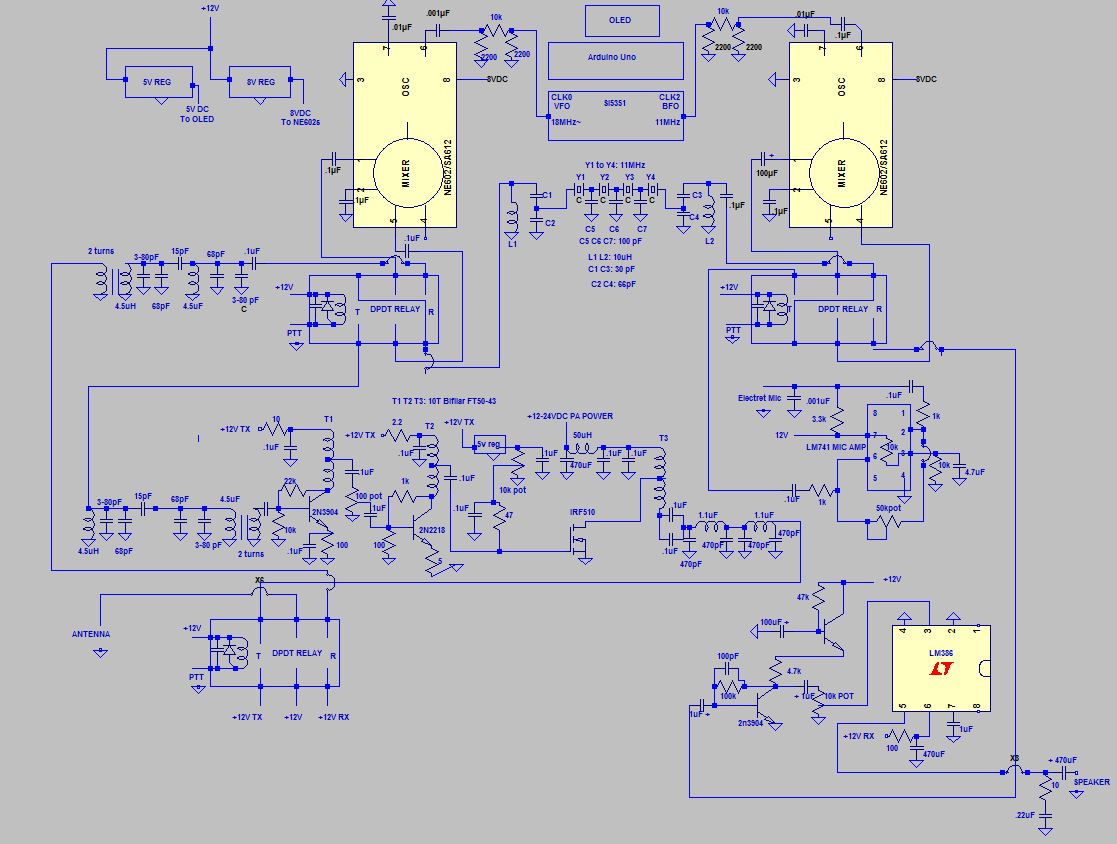 +12V
.01µF
.001µF
10k
OLED
10k
.01µF
.1µF
2200
2200
2200
2200
7
6
7
6
5V REG
8V REG
3
OSC
8
8VDC
Arduino Uno
3
OSC
8
8VDC
5V DC
To OLED
8VDC
To NE602s
CLK0
VFO
Si5351
CLK2
BFO
18MHz~
11MHz
MIXER
NE602/SA612
MIXER
NE602/SA612
1
.1µF
2
.1µF
5
4
1
+
100µF
2
.1µF
5
4
Y1 to Y4: 11MHz
Y1
Y2
Y3
Y4
C
C
C
C
C1
C2
C3
C4
.1µF
L1
L2
C5
C6
C7
C5 C6 C7: 100 pF
L1 L2: 10uH
C1 C3: 30 pF
C2 C4: 66pF
.1uF
2 turns
3-80pF
15pF
68pF
.1uF
4.5uH
68pF
4.5uF
3-80 pF
C
+12V
PTT
T
DPDT RELAY
R
+12V
PTT
T
DPDT RELAY
R
T1 T2 T3: 10T Bifilar FT50-43
Electret Mic
.001uF
.1uF
3.3k
1k
8
1
12V
7
2
10k
LM741 MIC AMP
6
3
5
4
10k
4.7uF
.1uF
1k
50kpot
+12V TX
10
T1
.1uF
+12V TX
2.2
T2
.1uF
+12V TX
5v reg
+12-24VDC PA POWER
50uH
.1uF
470uF
.1uF
.1uF
T3
10k pot
22k
.1uF
100 pot
.1uF
1k
.1uF
2N3904
2N2218
.1uF
47
IRF510
10k
.1uF
100
100
5
3-80pF
15pF
68pF
4.5uF
4.5uH
68pF
3-80 pF
2 turns
.1uF
.1uF
1.1uF
1.1uF
470pF
470pF
470pF
470pF
X6
ANTENNA
+12V
PTT
T
DPDT RELAY
R
+12V TX
+12V
+12V RX
+12V
47k
100uF +
100pF
100k
4.7k
1uF +
2n3904
+ 1uF
10k POT
4
3
2
1
LM386
5
6
7
8
+12V RX
100
470uF
1uF
X8
+ 470uF
SPEAKER
10
.22uF